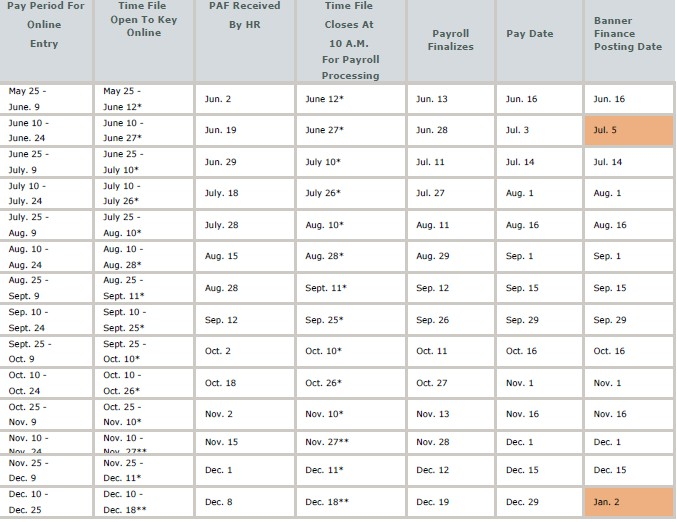 Pay Period For
Online
Entry
Time File
Open To Key
Online
PAF Received
By HR
Time File
Closes At
10 A.M.
For Payroll
Processing
Payroll
Finalizes
Pay Date
Banner
Finance
Posting Date
May 25 -
June. 9
May 25 -
June 12*
Jun. 2
June 12*
Jun. 13
Jun. 16
Jun. 16
June 10 -
June. 24
June 10 -
June 27*
Jun. 19
June 27*
Jun. 28
Jul. 3
Jul. 5
June 25 -
July. 9
June 25 -
July 10*
Jun. 29
July 10*
Jul. 11
Jul. 14
Jul. 14
July 10 -
July. 24
July 10 -
July 26*
July. 18
July 26*
Jul. 27
Aug. 1
Aug. 1
July. 25 -
Aug. 9
July 25 -
Aug. 10*
July. 28
Aug. 10*
Aug. 11
Aug. 16
Aug. 16
Aug. 10 -
Aug. 24
Aug. 10 -
Aug. 28*
Aug. 15
Aug. 28*
Aug. 29
Sep. 1
Sep. 1
Aug. 25 -
Sept. 9
Aug. 25 -
Sept. 11*
Aug. 28
Sept. 11*
Sep. 12
Sep. 15
Sep. 15
Sep. 10 -
Sept. 24
Sept. 10 -
Sept. 25*
Sep. 12
Sep. 25*
Sep. 26
Sep. 29
Sep. 29
Sept. 25 -
Oct. 9
Sept. 25 -
Oct. 10*
Oct. 2
Oct. 10*
Oct. 11
Oct. 16
Oct. 16
Oct. 10 -
Oct. 24
Oct. 10 -
Oct. 26*
Oct. 18
Oct. 26*
Oct. 27
Nov. 1
Nov. 1
Oct. 25 -
Nov. 9
Oct. 25 -
Nov. 10*
Nov. 2
Nov. 10*
Nov. 13
Nov. 16
Nov. 16
Nov. 10 -
Nov. 24
Nov. 10 -
Nov. 27**
Nov. 15
Nov. 27**
Nov. 28
Dec. 1
Dec. 1
Nov. 25 -
Dec. 9
Nov. 25 -
Dec. 11*
Dec. 1
Dec. 11*
Dec. 12
Dec. 15
Dec. 15
Dec. 10 -
Dec. 25
Dec. 10 -
Dec. 18**
Dec. 8
Dec. 18**
Dec. 19
Dec. 29
Jan. 2